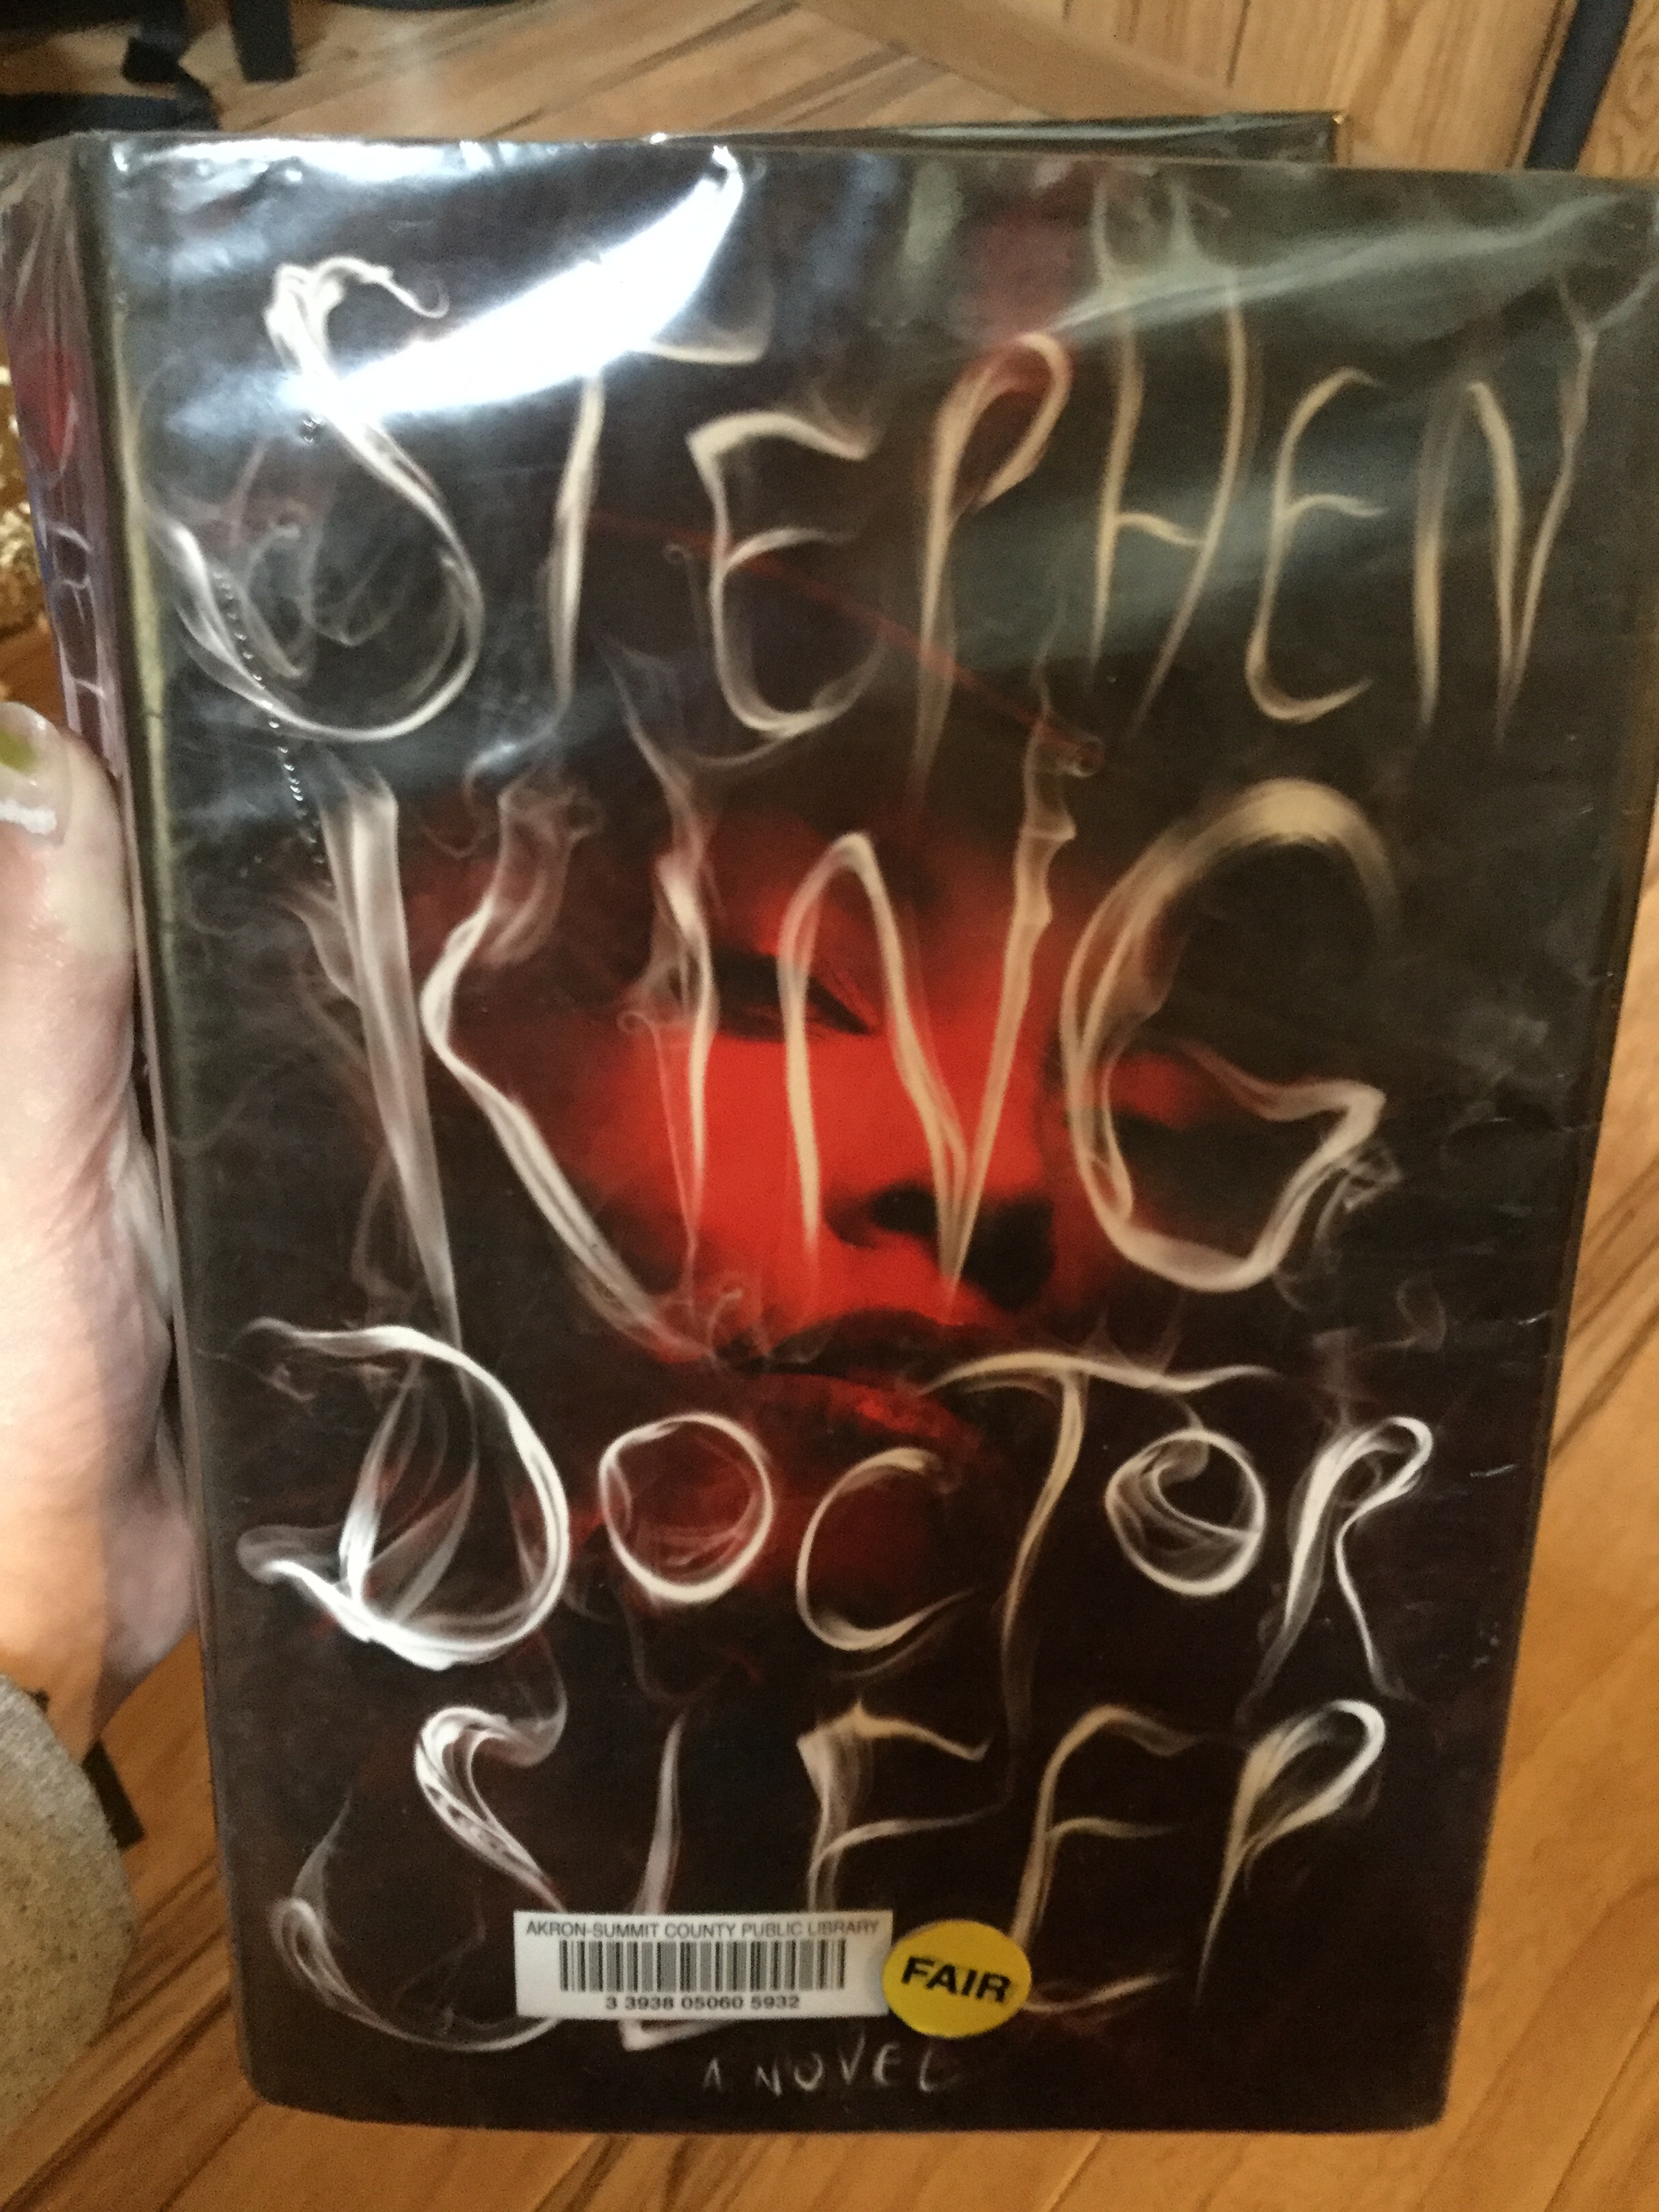 STEPHEN
KING
DOCTOR
SLEEP
AKRON-SUMMIT COUNTY PUBLIC LIBRARY
3 3938 05060 5932
FAIR
A NOVEL